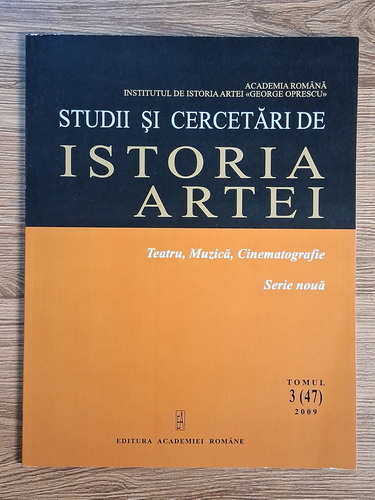 ACADEMIA ROMÂNĂ
INSTITUTUL DE ISTORIA ARTEI «GEORGE OPRESCU»
STUDII ȘI CERCETĂRI DE
ISTORIA
ARTEI
Teatru, Muzică, Cinematografie
Serie nouă
TOMUL
3 (47)
2009
EDITURA ACADEMIEI ROMÂNE